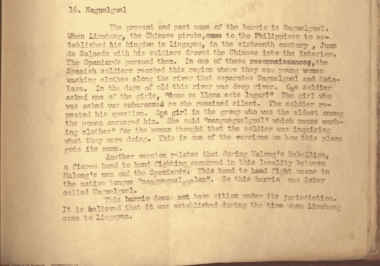 16. Naguelguel
The present and past name of the barrio is Naguelguel.
When Limahong, the Chinese pirate, came to the Philippines to es-
tablished his kingdom in Lingayen, in the sixteenth century, Juan
de Salcedo with his soldiers droved the Chinese into the interior.
The Spaniards pursued them. In one of these reconnaissances, the
Spanish soldiers reached this region where they saw young women
washing clothes along the river that separates Naguelguel and
In the days of old this river was deep river. One soldier
asked one of the girls, "Como se llama este lugar?" The girl who
was asked was embarassed so she remained silent. The soldier re-
peated his question. One girl in the group who was the oldest among
the women answered him. She said which means wash-
ing clothes" for the women thought that the soldier was inquiring
what they were doing. This is one of the versions on how this place
gots its name.
Another version relates that during Malong's Rebellion,
a fierce hand to hand fighting occurred in this locality between
Malong's men and the Spaniards. This hand to hand fight means in
the native tongue So this barrio was later
called Naguelguel.
This barrio does not have sitios under its jurisdiction.
It is believed that it was established during the time when Limahong
came to Lingayen.